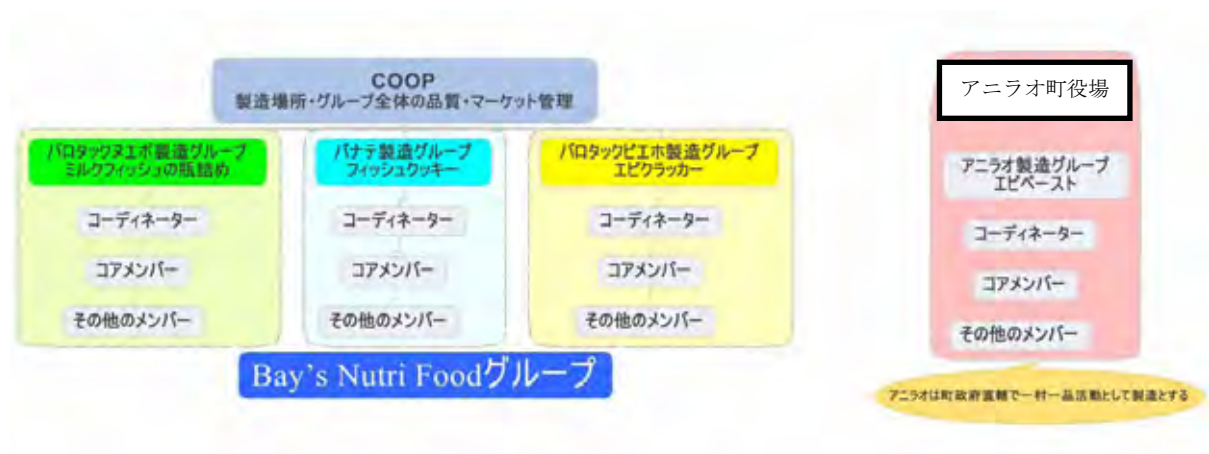 COOP
製造場所・グループ全体の品質・マーケット管理
バロタックヌエボ製造グループ
ミルクフィッシュの瓶詰め
コーディネーター
コアメンバー
その他のメンバー
バナテ製造グループ
フィッシュクッキー
コーディネーター
コアメンバー
その他のメンバー
バロタックビエホ製造グループ
エビクラッカー
コーディネーター
コアメンバー
その他のメンバー
Bay's Nutri Foodグループ
アニラオ町役場
アニラオ製造グループ
エビペースト
コーディネーター
コアメンバー
その他のメンバー
アニラオは町政府直轄で一村一品活動として製造とする